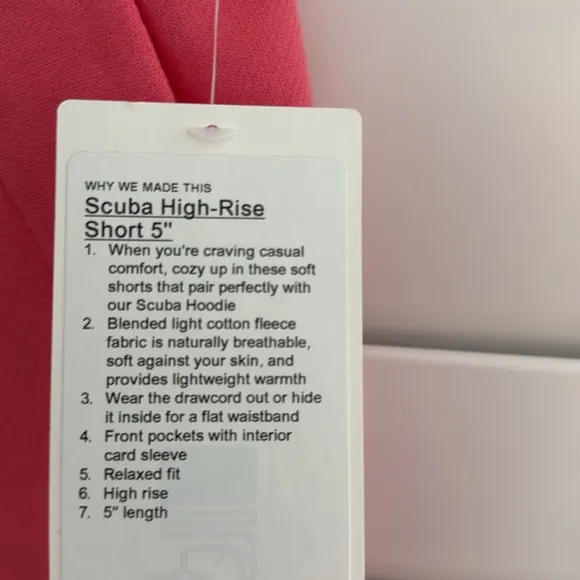 WHY WE MADE THIS
Scuba High-Rise
Short 5"
1. When you're craving casual
comfort, cozy up in these soft
shorts that pair perfectly with
our Scuba Hoodie
2. Blended light cotton fleece
fabric is naturally breathable,
soft against your skin, and
provides lightweight warmth
3. Wear the drawcord out or hide
it inside for a flat waistband
4. Front pockets with interior
card sleeve
5. Relaxed fit
6. High rise
7. 5" length